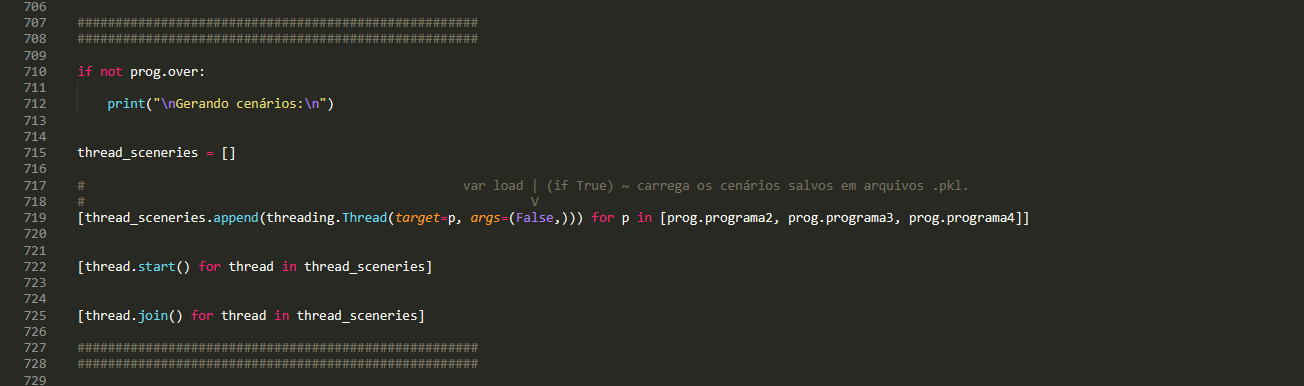 706
707 #####################################################
708 #####################################################
709
710 if not prog.over:
711
712 print("\nGerando cenários:\n")
713
714
715 thread_sceneries = []
716
717 # var load | (if True) ~ carrega os cenários salvos em arquivos .pkl.
718 # V
719 [thread_sceneries.append(threading.Thread(target=p, args=(False,))) for p in [prog.programa2, prog.programa3, prog.programa4]]
720
721
722 [thread.start() for thread in thread_sceneries]
723
724
725 [thread.join() for thread in thread_sceneries]
726
727 #####################################################
728 #####################################################
729